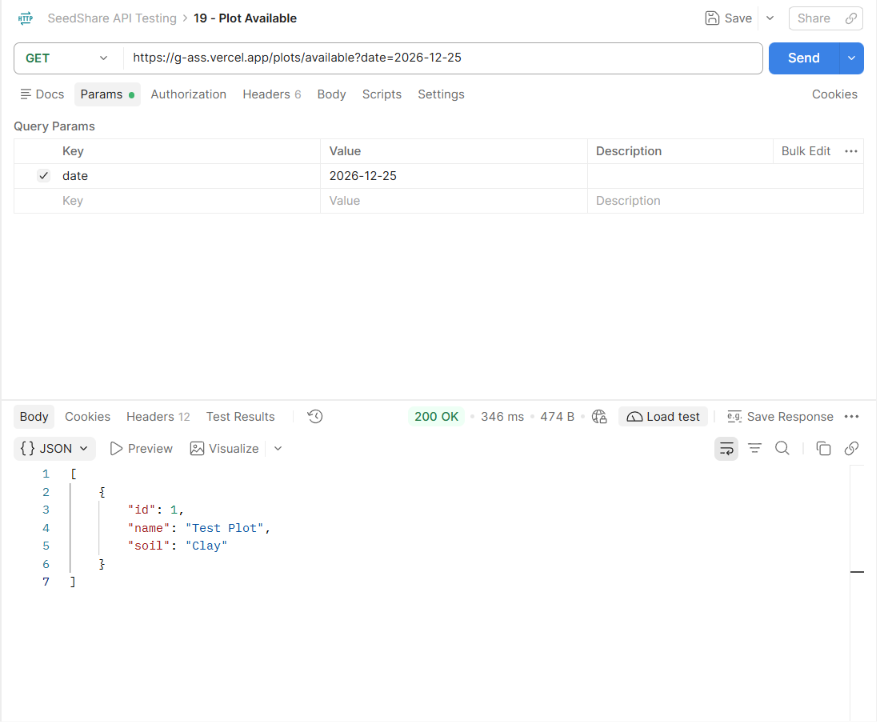 HTTP SeedShare API Testing > 19 - Plot Available Save Share
GET https://g-ass.vercel.app/plots/available?date=2026-12-25 Send
Docs Params Authorization Headers 6 Body Scripts Settings Cookies
Query Params
Key Value Description Bulk Edit ...
date 2026-12-25
Key Value Description
Body Cookies Headers 12 Test Results 200 OK 346 ms 474 B Load test e.g. Save Response ...
{} JSON Preview Visualize
1 [
2 {
3 "id": 1,
4 "name": "Test Plot",
5 "soil": "Clay"
6 }
7 ]